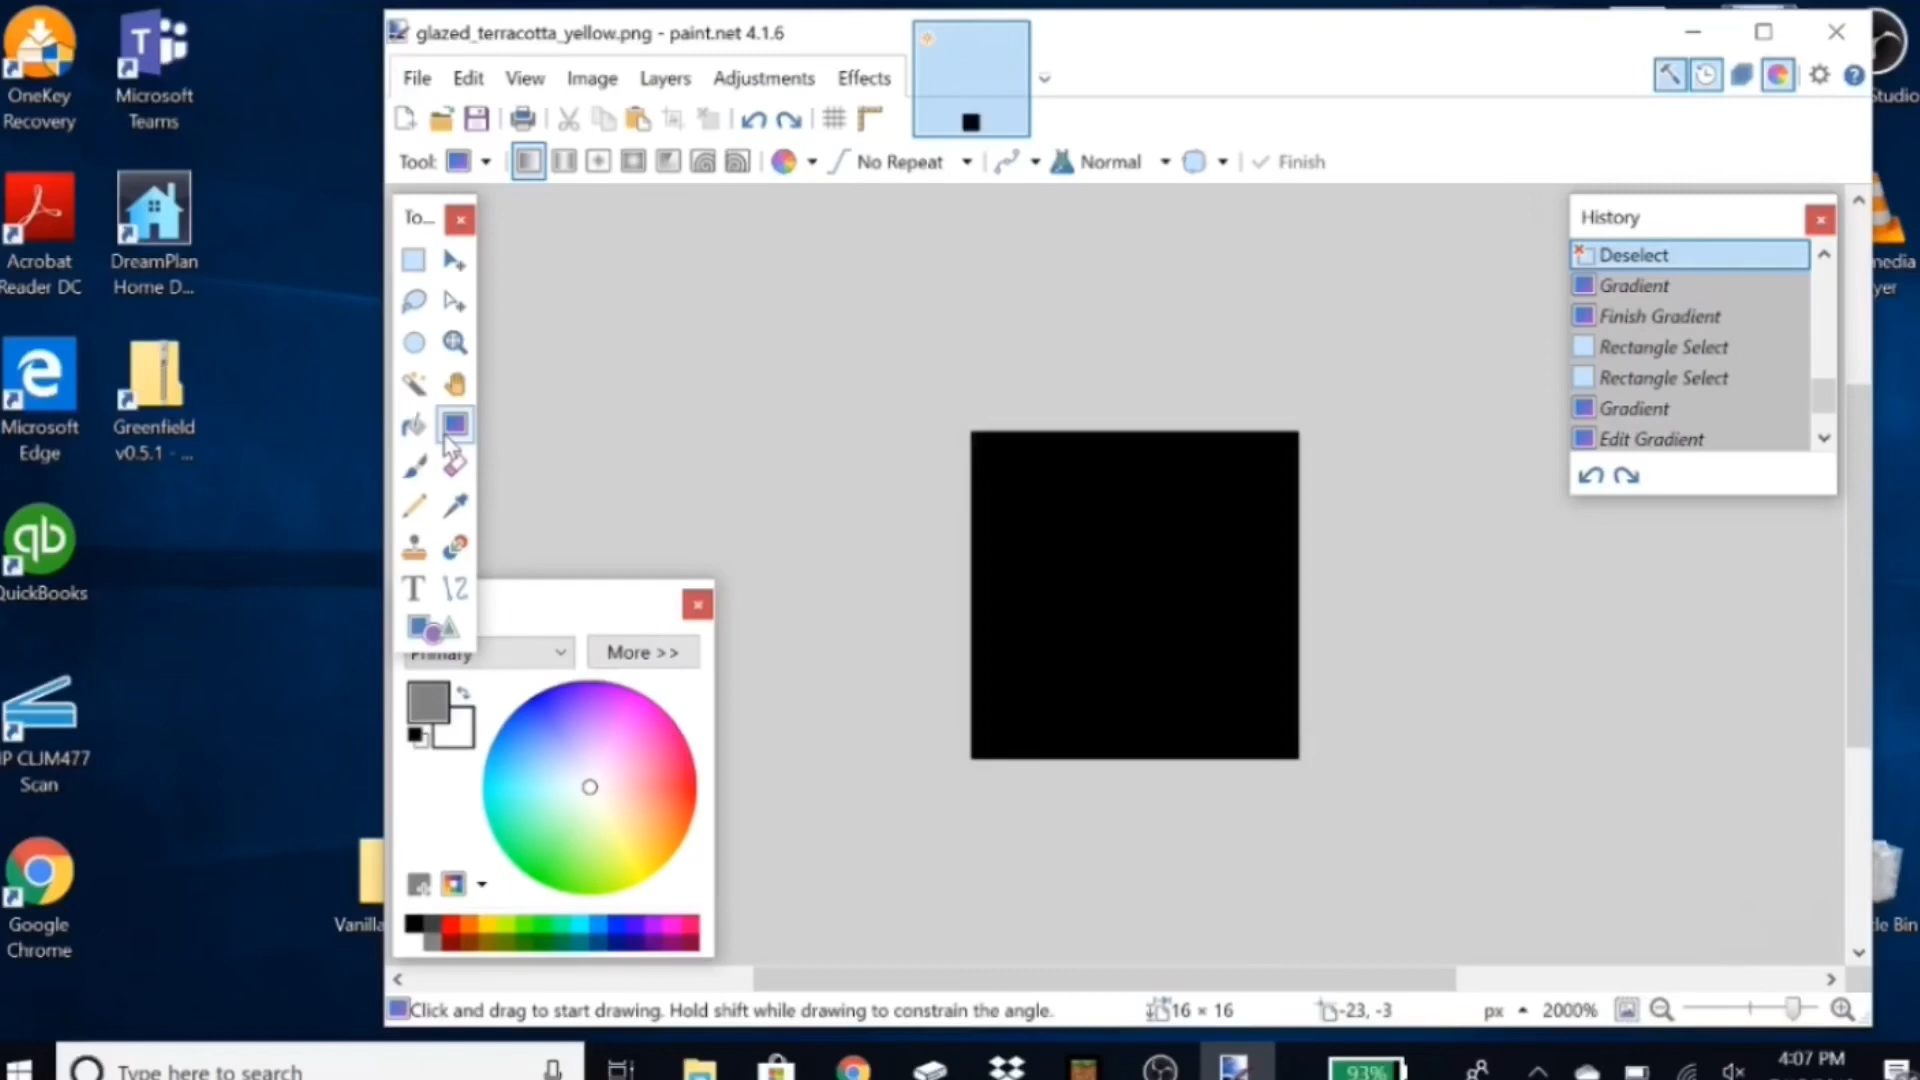 glazed_terracotta_yellow.png - paint.net 4.1.6
File Edit View Image Layers Adjustments Effects
Tool:
No Repeat
Normal
Finish
To...
History
Deselect
Gradient
Finish Gradient
Rectangle Select
Rectangle Select
Gradient
Edit Gradient
Primary
More >>
Click and drag to start drawing. Hold shift while drawing to constrain the angle.
16 × 16
-23, -3
px
2000%
OneKey
Recovery
Microsoft
Teams
Acrobat
Reader DC
DreamPlan
Home D...
Microsoft
Edge
Greenfield
v0.5.1 - ...
QuickBooks
HP CLJM477
Scan
Google
Chrome
Vanilla
Studio
media
yer
le Bin
Type here to search
93%
4:07 PM